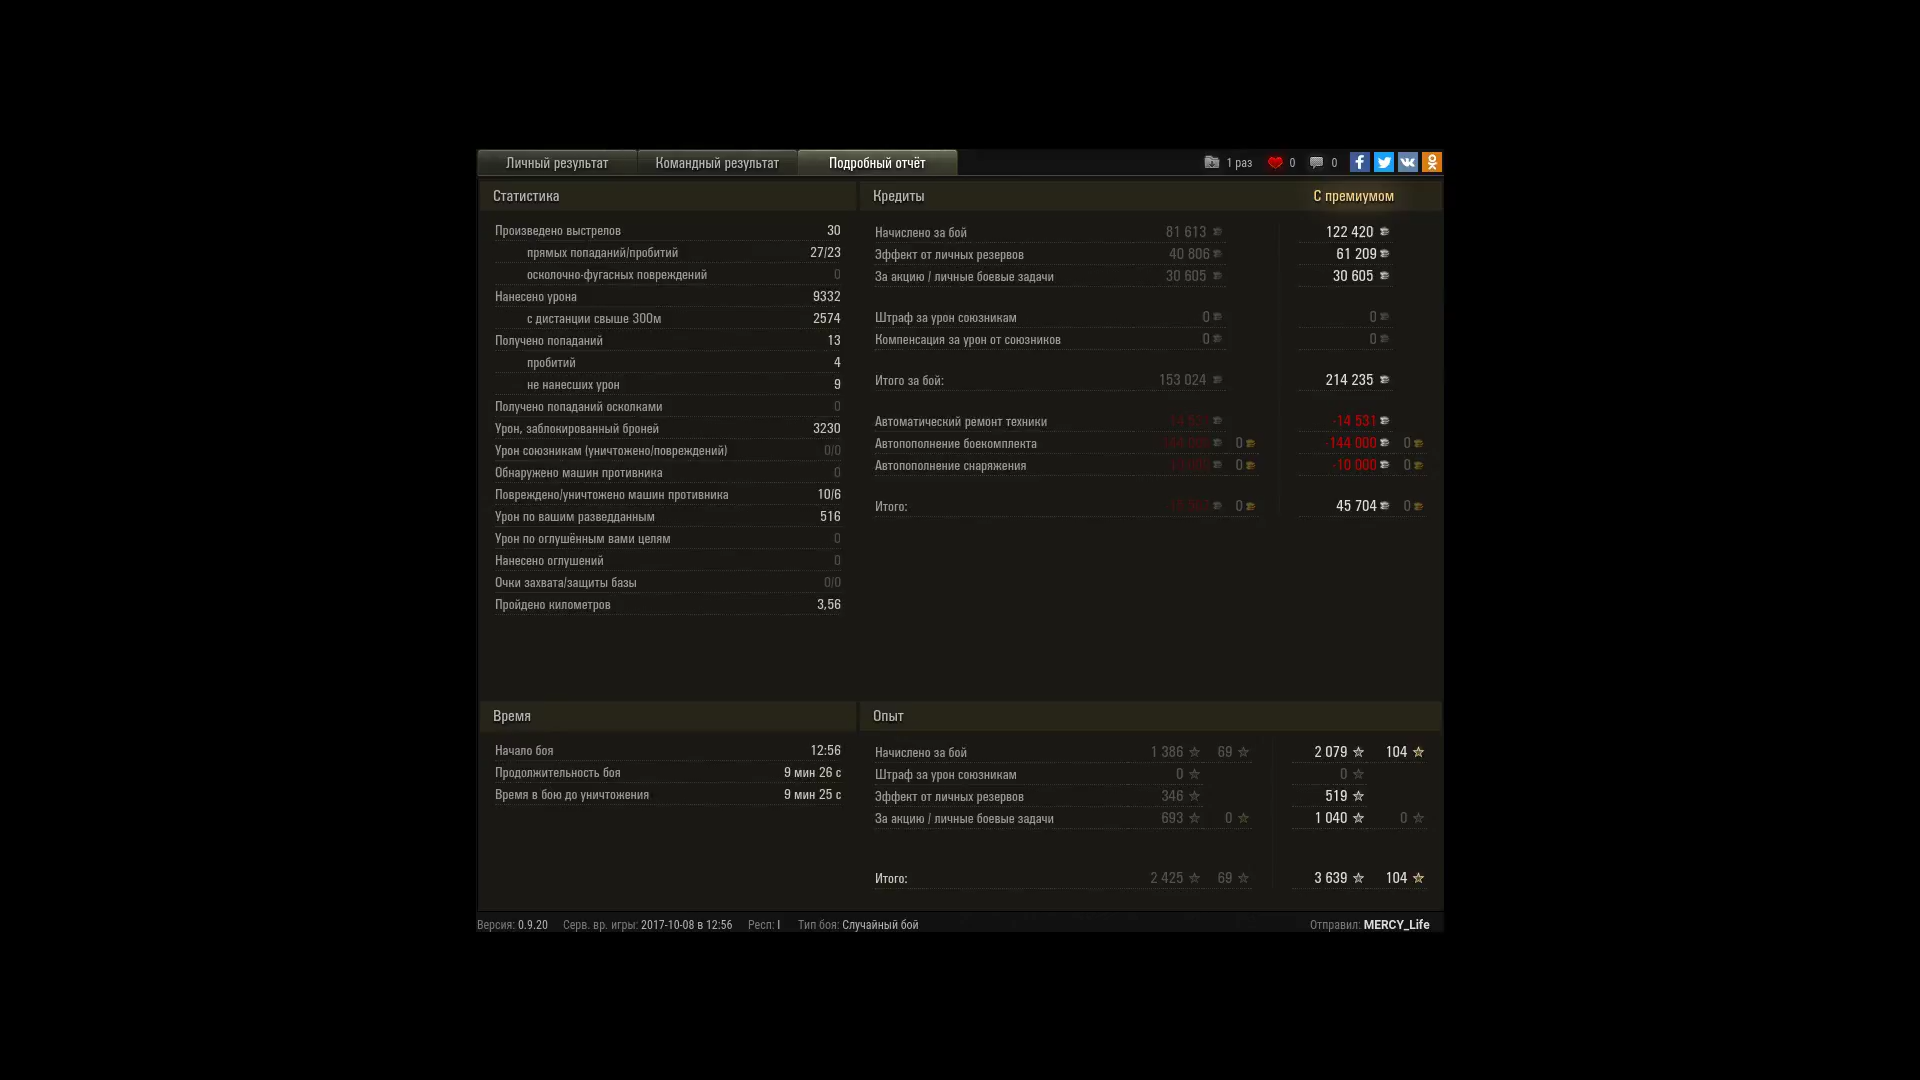 Личный результат Командный результат Подробный отчёт 1 раз 0 0
Статистика
Произведено выстрелов 30
прямых попаданий/пробитий 27/23
осколочно-фугасных повреждений 0
Нанесено урона 9332
с дистанции свыше 300м 2574
Получено попаданий 13
пробитий 4
не нанесших урон 9
Получено попаданий осколками 0
Урон, заблокированный броней 3230
Урон союзникам (уничтожено/повреждений) 0/0
Обнаружено машин противника 0
Повреждено/уничтожено машин противника 10/6
Урон по вашим разведданным 516
Урон по оглушённым вами целям 0
Нанесено оглушений 0
Очки захвата/защиты базы 0/0
Пройдено километров 3,56
Кредиты С премиумом
Начислено за бой 81 613 122 420
Эффект от личных резервов 40 806 61 209
За акцию / личные боевые задачи 30 605 30 605
Штраф за урон союзникам 0 0
Компенсация за урон от союзников 0 0
Итого за бой: 153 024 214 235
Автоматический ремонт техники -14 531
Автопополнение боекомплекта 0 -144 000 0
Автопополнение снаряжения 0 -10 000 0
Итого: 0 45 704 0
Время
Начало боя 12:56
Продолжительность боя 9 мин 26 с
Время в бою до уничтожения 9 мин 25 с
Опыт
Начислено за бой 1 386 69 2 079 104
Штраф за урон союзникам 0 0
Эффект от личных резервов 346 519
За акцию / личные боевые задачи 693 0 1 040 0
Итого: 2 425 69 3 639 104
Версия: 0.9.20 Серв. вр. игры: 2017-10-08 в 12:56 Респ: I Тип боя: Случайный бой Отправил: MERCY_Life